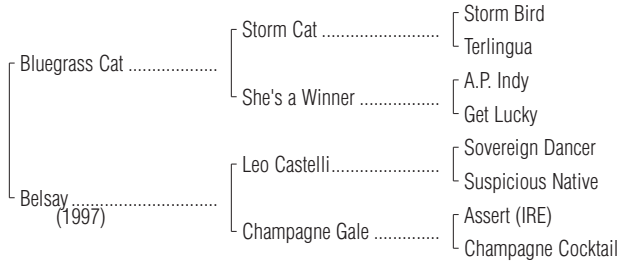 Storm Bird
Storm Cat ......................
Terlingua
Bluegrass Cat .................
A.P. Indy
She's a Winner ...............
Get Lucky
Sovereign Dancer
Leo Castelli.....................
Suspicious Native
Belsay............................
(1997)
Assert (IRE)
Champagne Gale ............
Champagne Cocktail